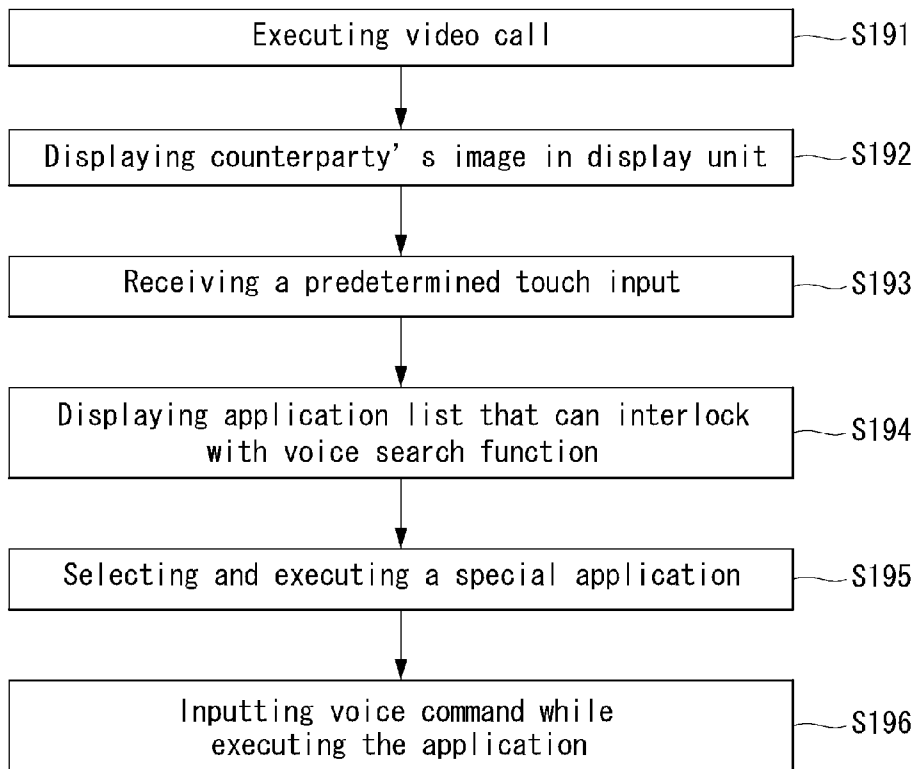 Executing video call
S191
Displaying counterparty's image in display unit
S192
Receiving a predetermined touch input
S193
Displaying application list that can interlock
with voice search function
S194
Selecting and executing a special application
S195
Inputting voice command while
executing the application
S196